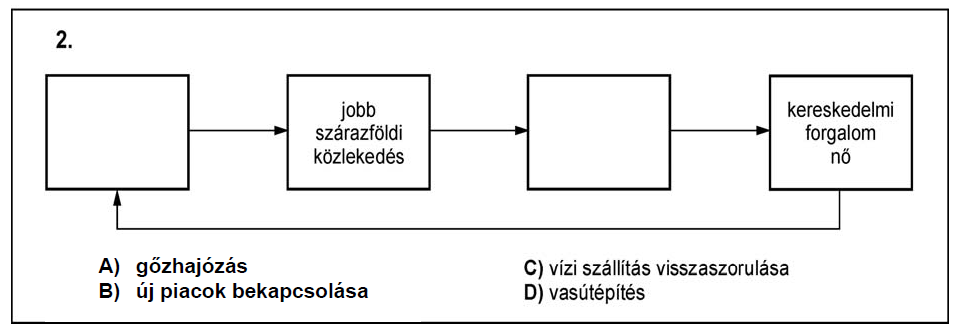 2.
jobb
szárazföldi
közlekedés
kereskedelmi
forgalom
nő
A) gőzhajózás
B) új piacok bekapcsolása
C) vízi szállítás visszaszorulása
D) vasútépítés